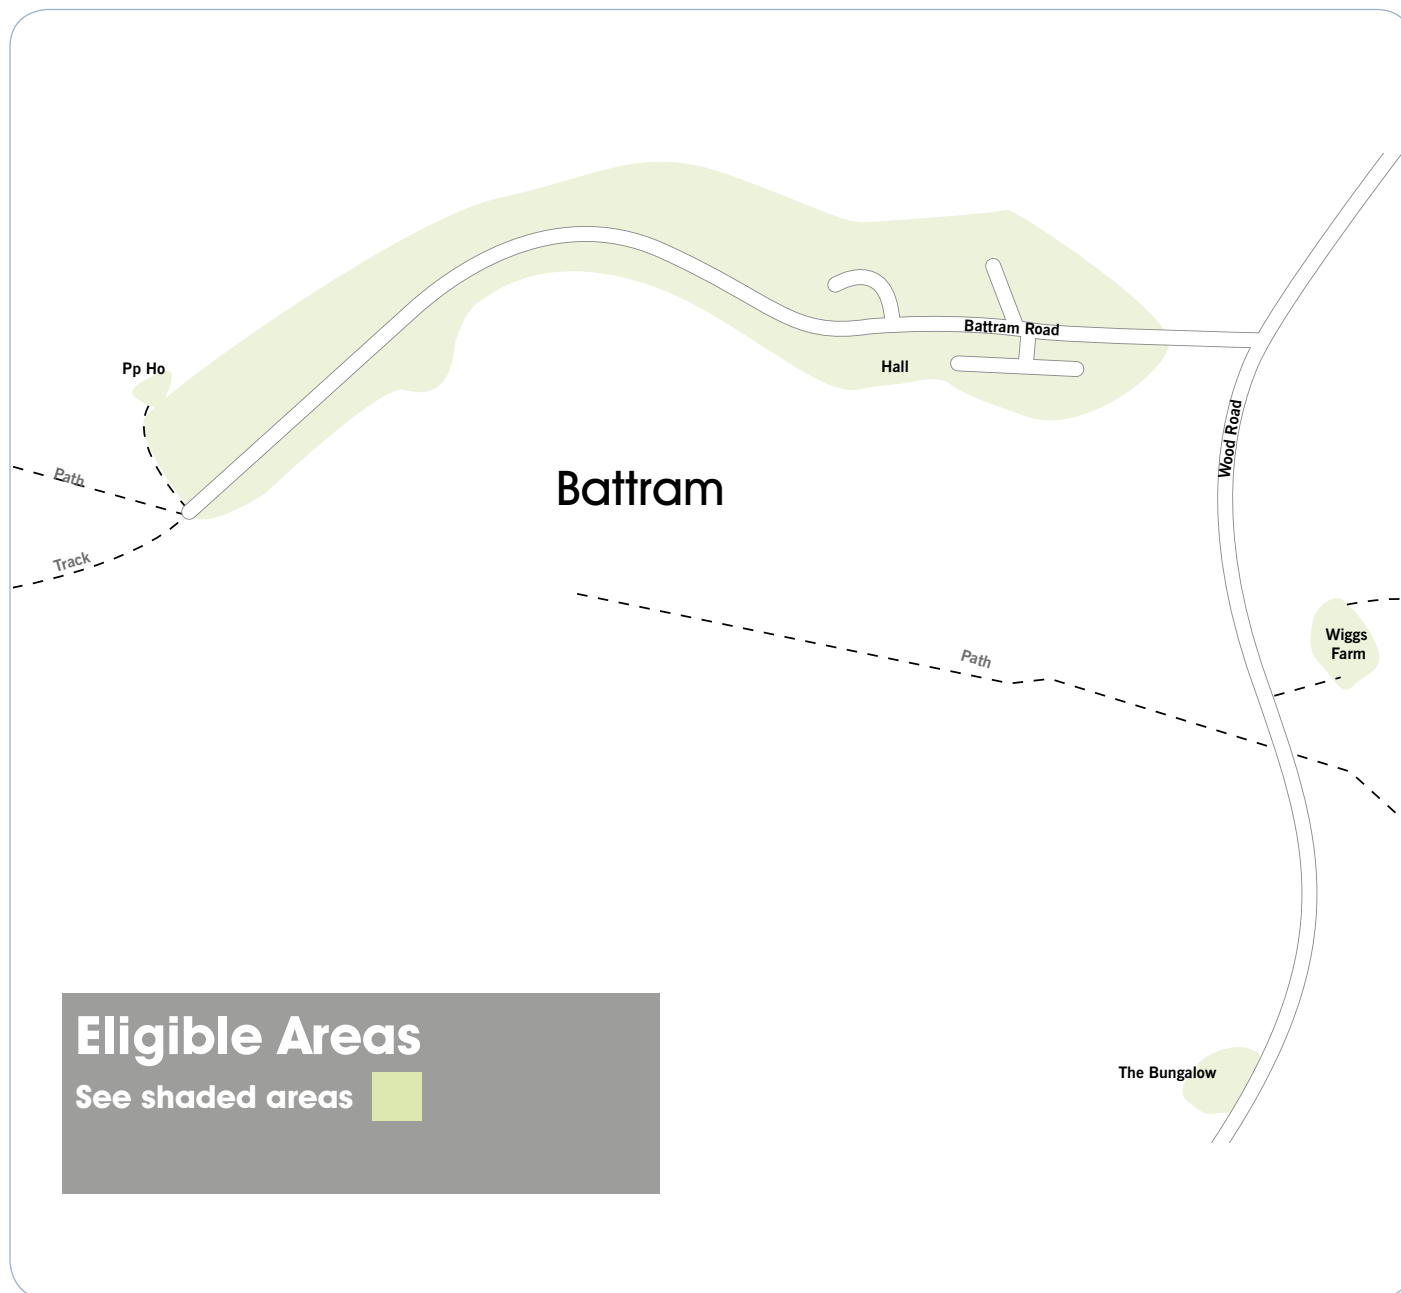 Battram Road
Pp Ho
Hall
Wood Road
Path
Battram
Track
Wiggs
Farm
Path
Eligible Areas
See shaded areas
The Bungalow